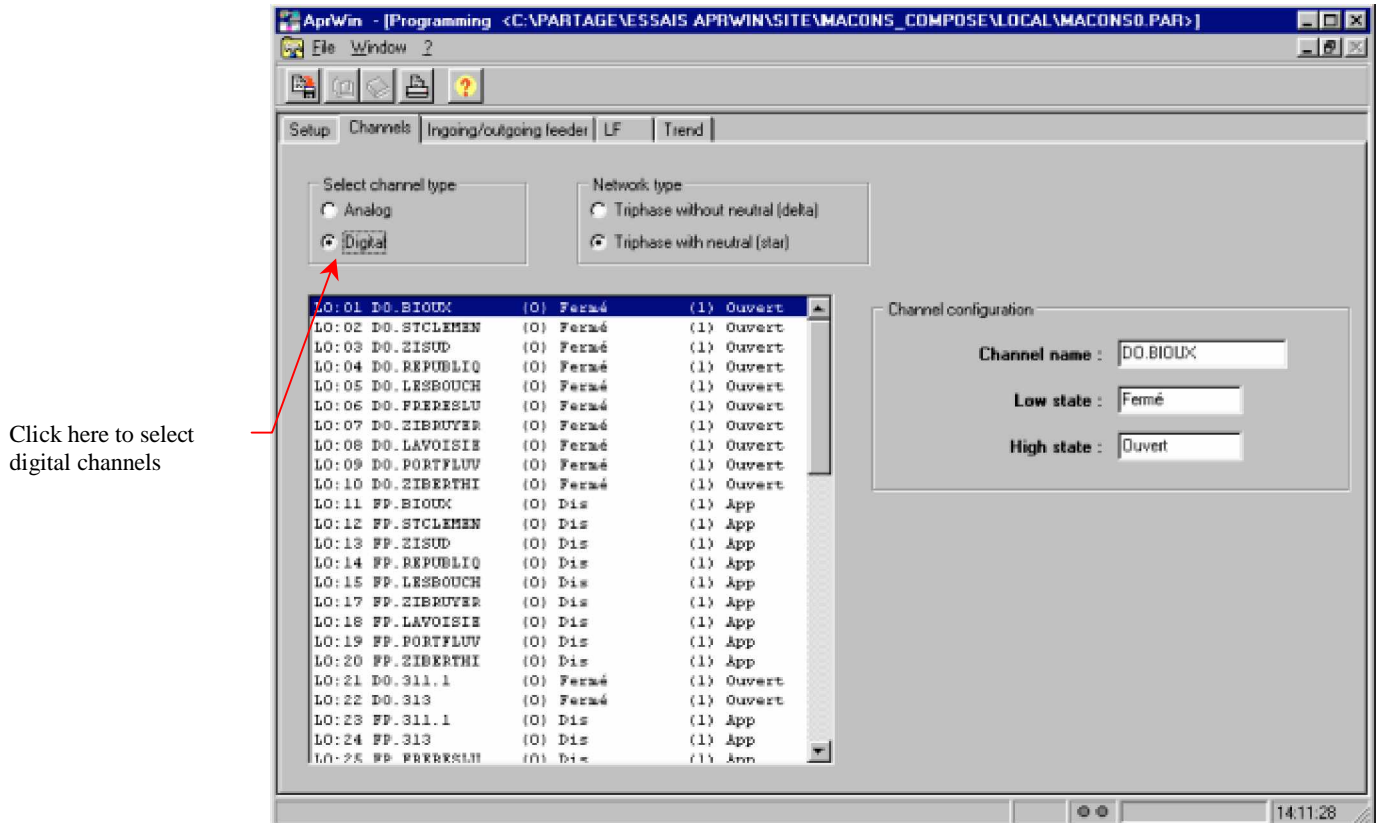 AprWin - [Programming <C:\PARTAGE\ESSAIS APRWIN\SITE\MACONS_COMPOSE\LOCAL\MACONS0.PAR>]
File Window ?
Setup Channels Ingoing/outgoing feeder LF Trend
Select channel type
Analog
Digital
Network type
Triphase without neutral (delta)
Triphase with neutral (star)
LO:01 DO.BIOUX (0) Fermé (1) Ouvert
LO:02 DO.STCLEMEN (0) Fermé (1) Ouvert
LO:03 DO.ZISUD (0) Fermé (1) Ouvert
LO:04 DO.REPUBLIQ (0) Fermé (1) Ouvert
LO:05 DO.LESBOUCH (0) Fermé (1) Ouvert
LO:06 DO.FRERESLU (0) Fermé (1) Ouvert
LO:07 DO.ZIBRUYER (0) Fermé (1) Ouvert
LO:08 DO.LAVOISIE (0) Fermé (1) Ouvert
LO:09 DO.PORTFLUV (0) Fermé (1) Ouvert
LO:10 DO.ZIBERTHI (0) Fermé (1) Ouvert
LO:11 FP.BIOUX (0) Dis (1) App
LO:12 FP.STCLEMEN (0) Dis (1) App
LO:13 FP.ZISUD (0) Dis (1) App
LO:14 FP.REPUBLIQ (0) Dis (1) App
LO:15 FP.LESBOUCH (0) Dis (1) App
LO:17 FP.ZIBRUYER (0) Dis (1) App
LO:18 FP.LAVOISIE (0) Dis (1) App
LO:19 FP.PORTFLUV (0) Dis (1) App
LO:20 FP.ZIBERTHI (0) Dis (1) App
LO:21 DO.311.1 (0) Fermé (1) Ouvert
LO:22 DO.313 (0) Fermé (1) Ouvert
LO:23 FP.311.1 (0) Dis (1) App
LO:24 FP.313 (0) Dis (1) App
LO:25 FP.FRERESLU (0) Dis (1) App
Channel configuration
Channel name : DO.BIOUX
Low state : Fermé
High state : Ouvert
Click here to select
digital channels
14:11:28